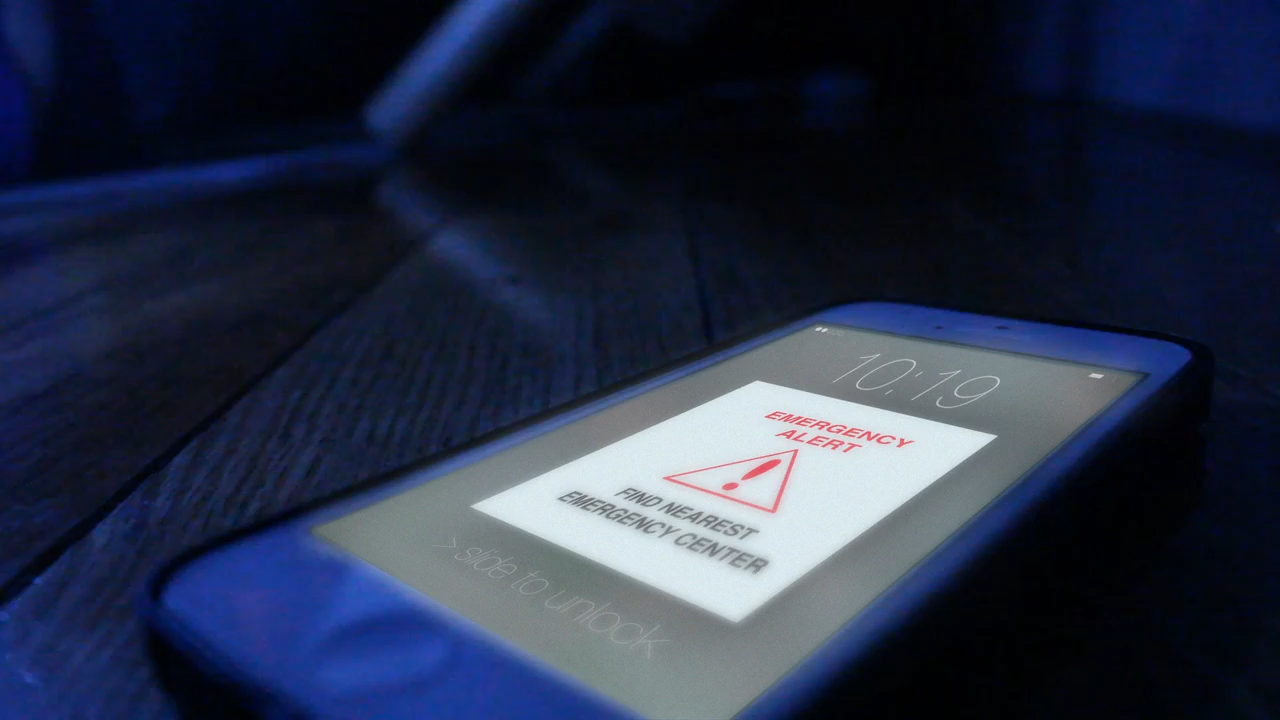 10:19
EMERGENCY
ALERT
FIND NEAREST
EMERGENCY CENTER
> slide to unlock